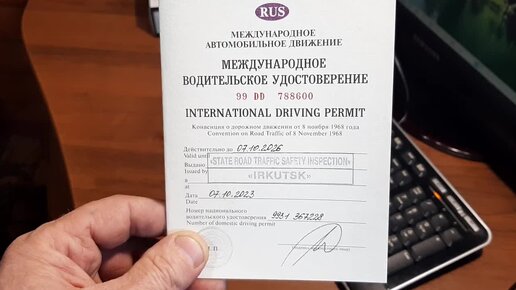 RUS
МЕЖДУНАРОДНОЕ
АВТОМОБИЛЬНОЕ ДВИЖЕНИЕ
МЕЖДУНАРОДНОЕ
ВОДИТЕЛЬСКОЕ УДОСТОВЕРЕНИЕ
99 DD 788600
INTERNATIONAL DRIVING PERMIT
Конвенция о дорожном движении от 8 ноября 1968 года
Convention on Road Traffic of 8 November 1968
Действительно до 07.10.2026
Valid until
«STATE ROAD TRAFFIC SAFETY INSPECTION»
Выдано
Issued by
«IRKUTSK»
в
at
Дата 07.10.2023
Date
Номер национального
водительского удостоверения 9931 367228
Number of domestic driving permit